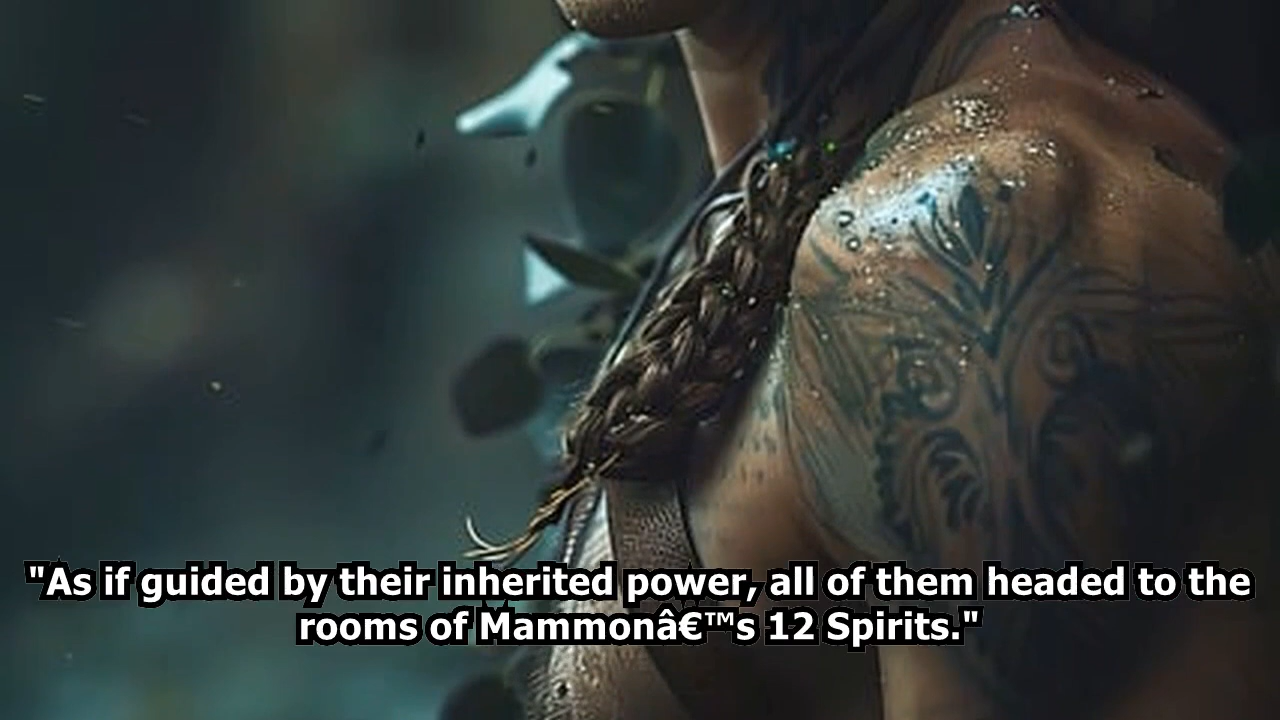 "As if guided by their inherited power, all of them headed to the
rooms of Mammonâ€™s 12 Spirits."